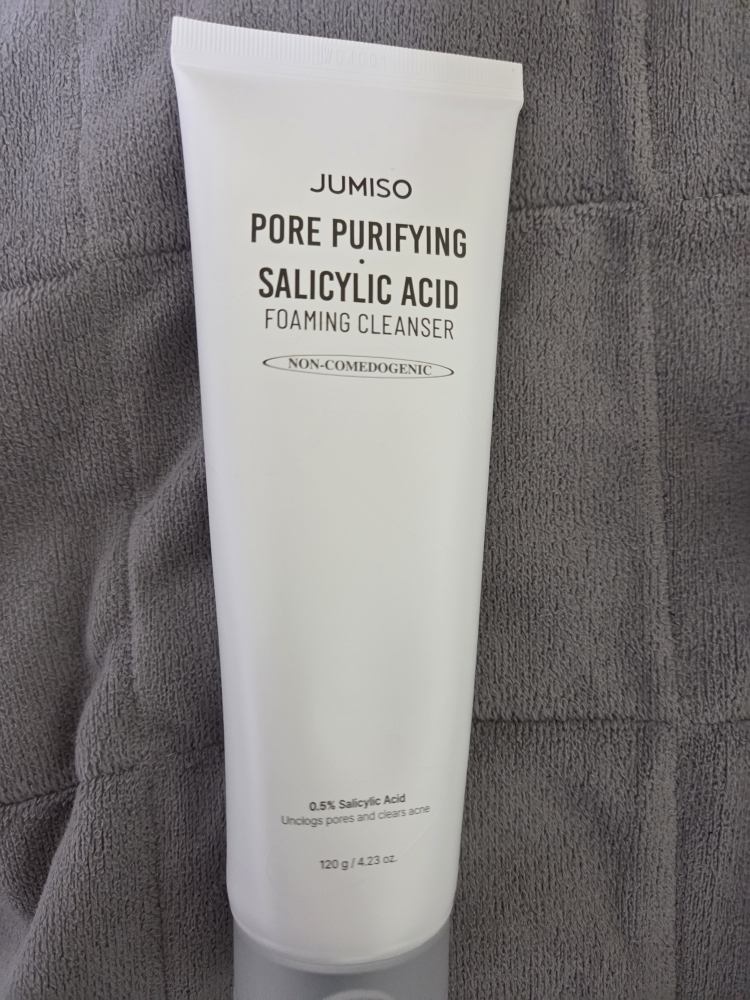 JUMISO
PORE PURIFYING
·
SALICYLIC ACID
FOAMING CLEANSER
NON-COMEDOGENIC
0.5% Salicylic Acid
Unclogs pores and clears acne
120 g / 4.23 oz.